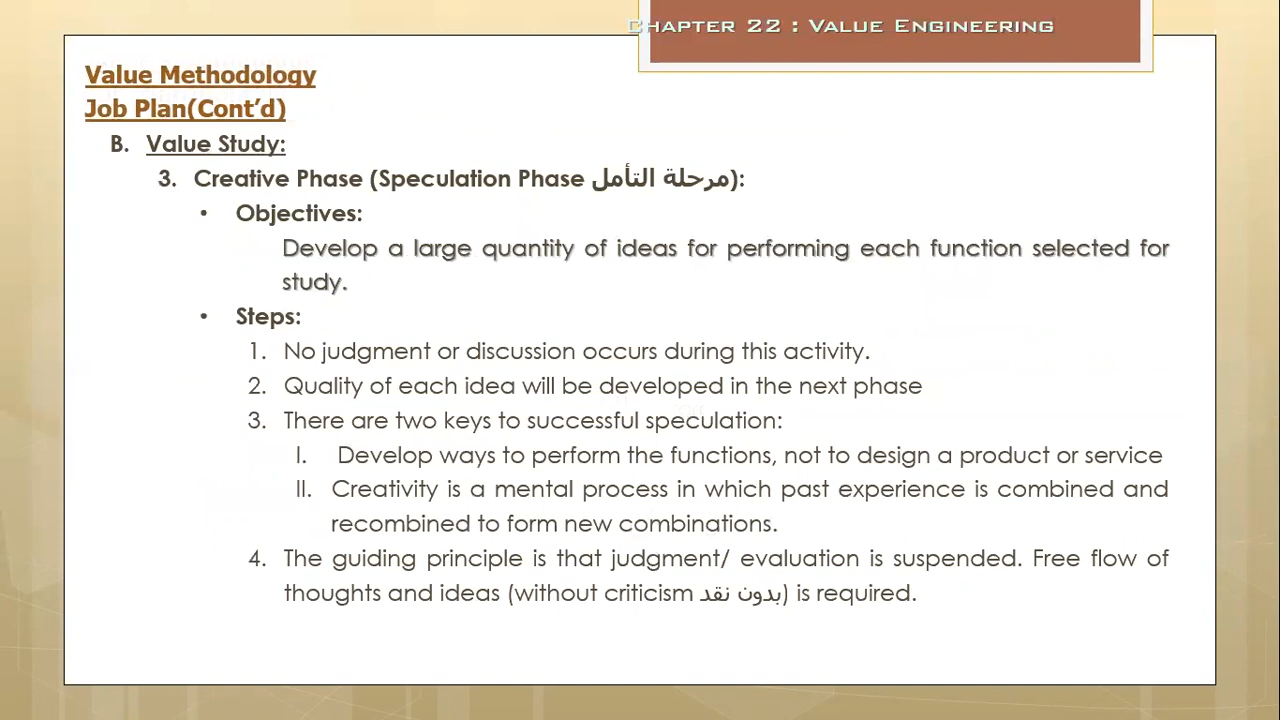 Chapter 22 : Value Engineering
Value Methodology
Job Plan(Cont’d)
B. Value Study:
3. Creative Phase (Speculation Phase مرحلة التأمل):
• Objectives:
Develop a large quantity of ideas for performing each function selected for
study.
• Steps:
1. No judgment or discussion occurs during this activity.
2. Quality of each idea will be developed in the next phase
3. There are two keys to successful speculation:
I. Develop ways to perform the functions, not to design a product or service
II. Creativity is a mental process in which past experience is combined and
recombined to form new combinations.
4. The guiding principle is that judgment/ evaluation is suspended. Free flow of
thoughts and ideas (without criticism بدون نقد) is required.